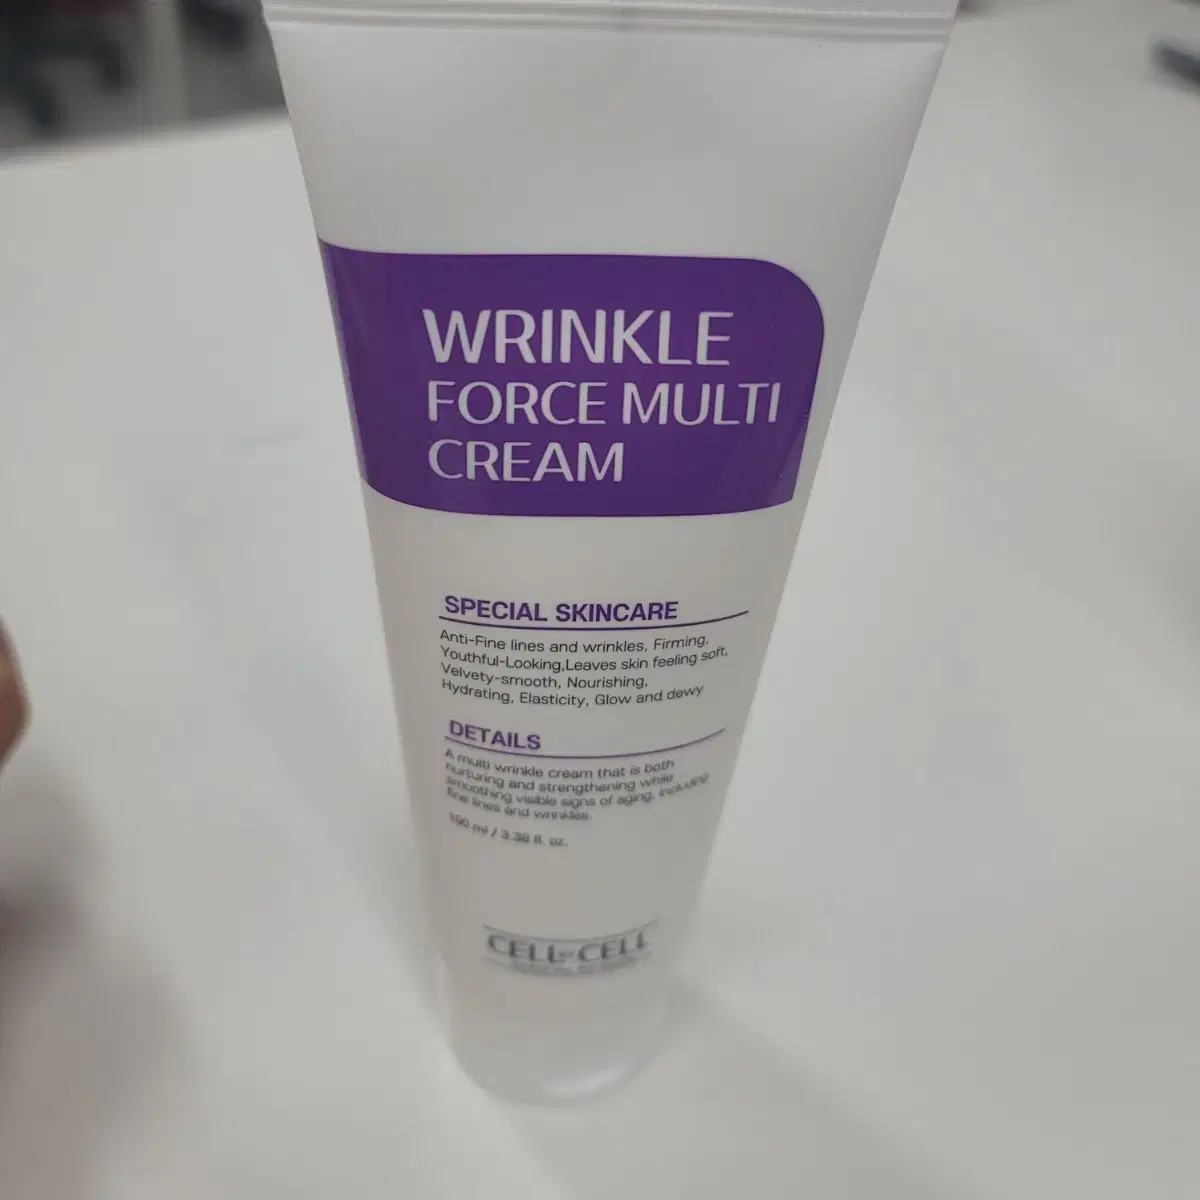 WRINKLE
FORCE MULTI
CREAM
SPECIAL SKINCARE
Anti-Fine lines and wrinkles, Firming,
Youthful-Looking,Leaves skin feeling soft,
Velvety-smooth, Nourishing,
Hydrating, Elasticity, Glow and dewy
DETAILS
A multi wrinkle cream that is both
nurturing and strengthening while
smoothing visible signs of aging, including
fine lines and wrinkles.
100 ml / 3.38 fl. oz.
CELL CELL